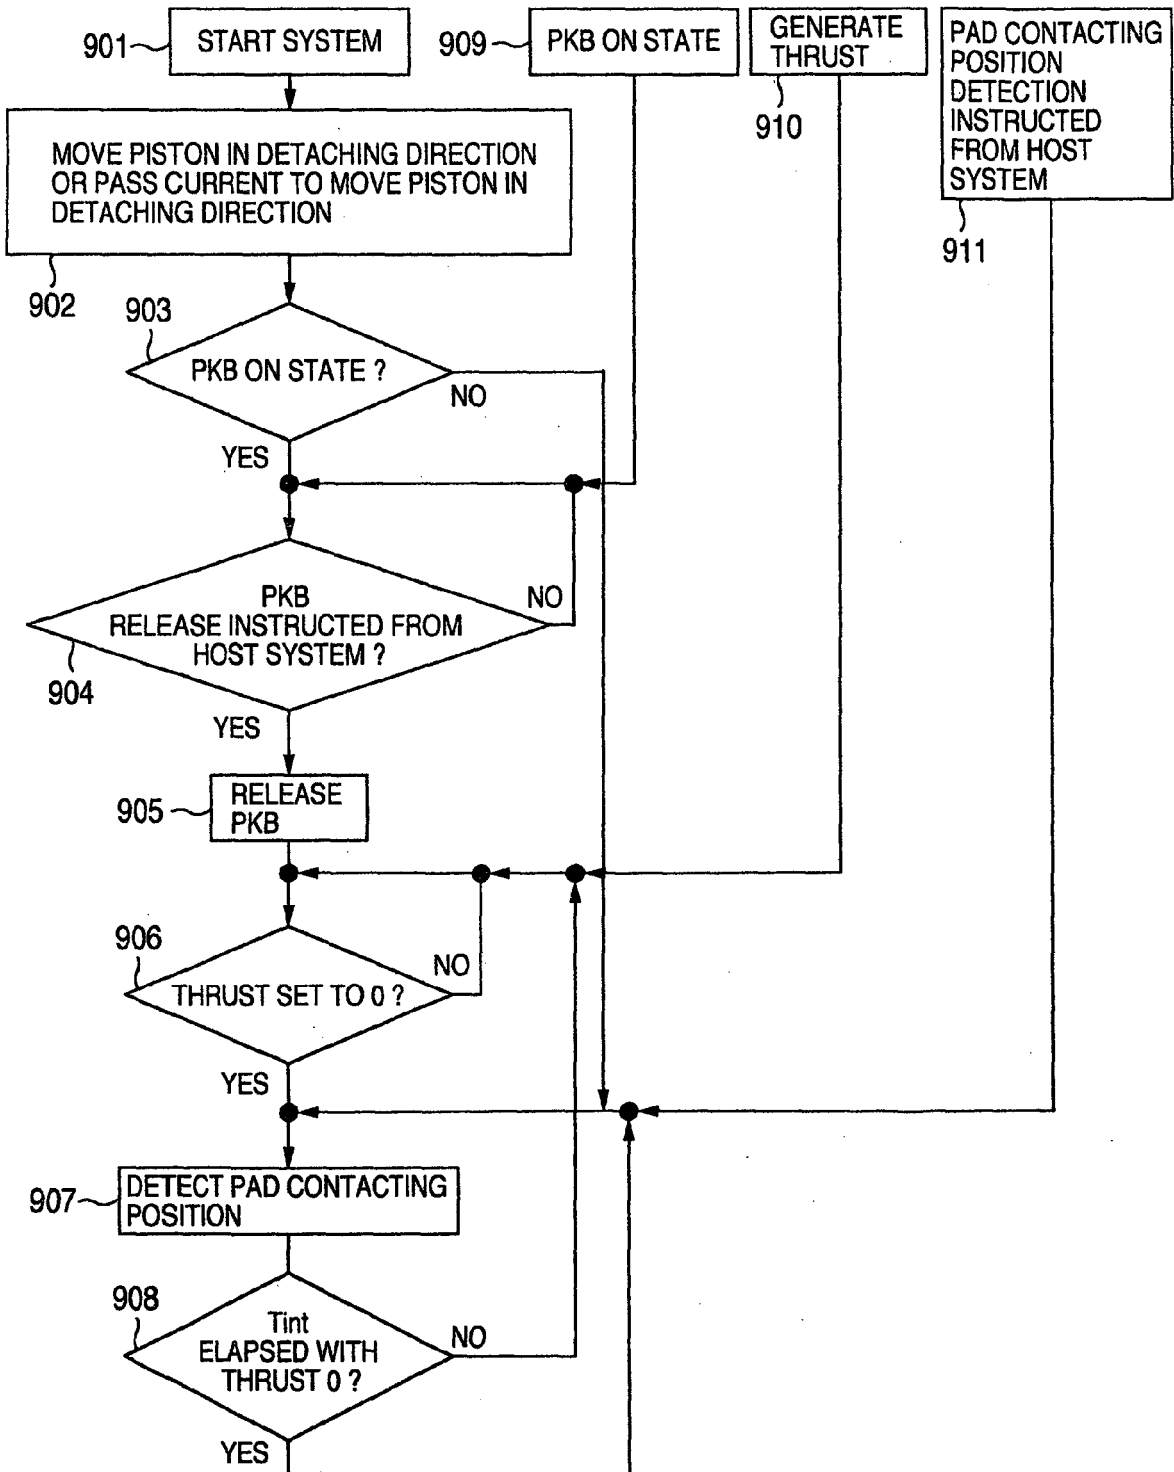 901
START SYSTEM
909
PKB ON STATE
GENERATE
THRUST
910
PAD CONTACTING
POSITION
DETECTION
INSTRUCTED
FROM HOST
SYSTEM
911
MOVE PISTON IN DETACHING DIRECTION
OR PASS CURRENT TO MOVE PISTON IN
DETACHING DIRECTION
902
903
PKB ON STATE ?
NO
YES
PKB
RELEASE INSTRUCTED FROM
HOST SYSTEM ?
NO
904
YES
905
RELEASE
PKB
906
THRUST SET TO 0 ?
NO
YES
907
DETECT PAD CONTACTING
POSITION
908
Tint
ELAPSED WITH
THRUST 0 ?
NO
YES